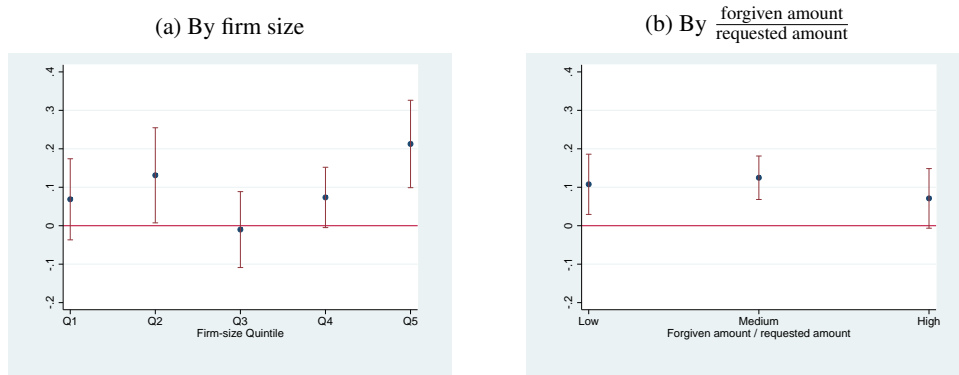 (a) By firm size
.4
.3
.2
.1
0
-.1
-.2
Q1 Q2 Q3 Q4 Q5
Firm-size Quintile
(b) By forgiven amount / requested amount
.4
.3
.2
.1
0
-.1
-.2
Low Medium High
Forgiven amount / requested amount